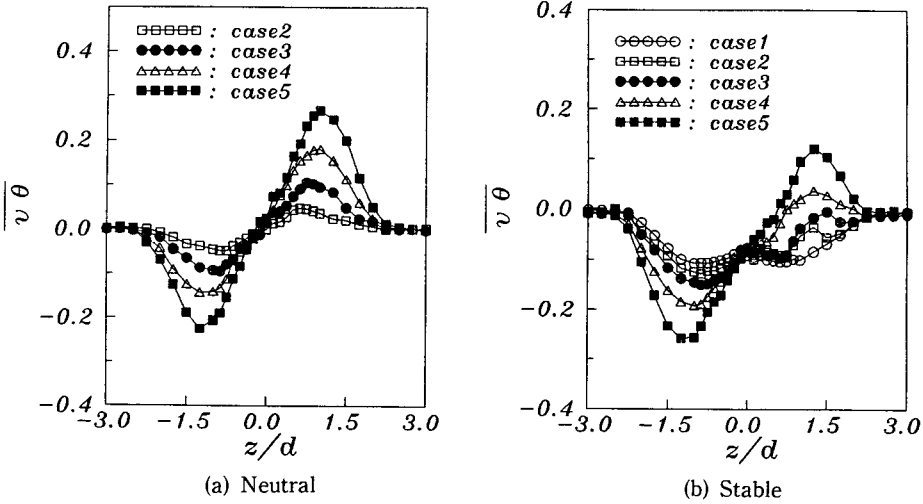 0.4
0.2
0.0
-0.2
-0.4
v θ
: case2
: case3
: case4
: case5
-3.0 -1.5 0.0 1.5 3.0
z/d
(a) Neutral
0.4
0.2
0.0
-0.2
-0.4
v θ
: case1
: case2
: case3
: case4
: case5
-3.0 -1.5 0.0 1.5 3.0
z/d
(b) Stable